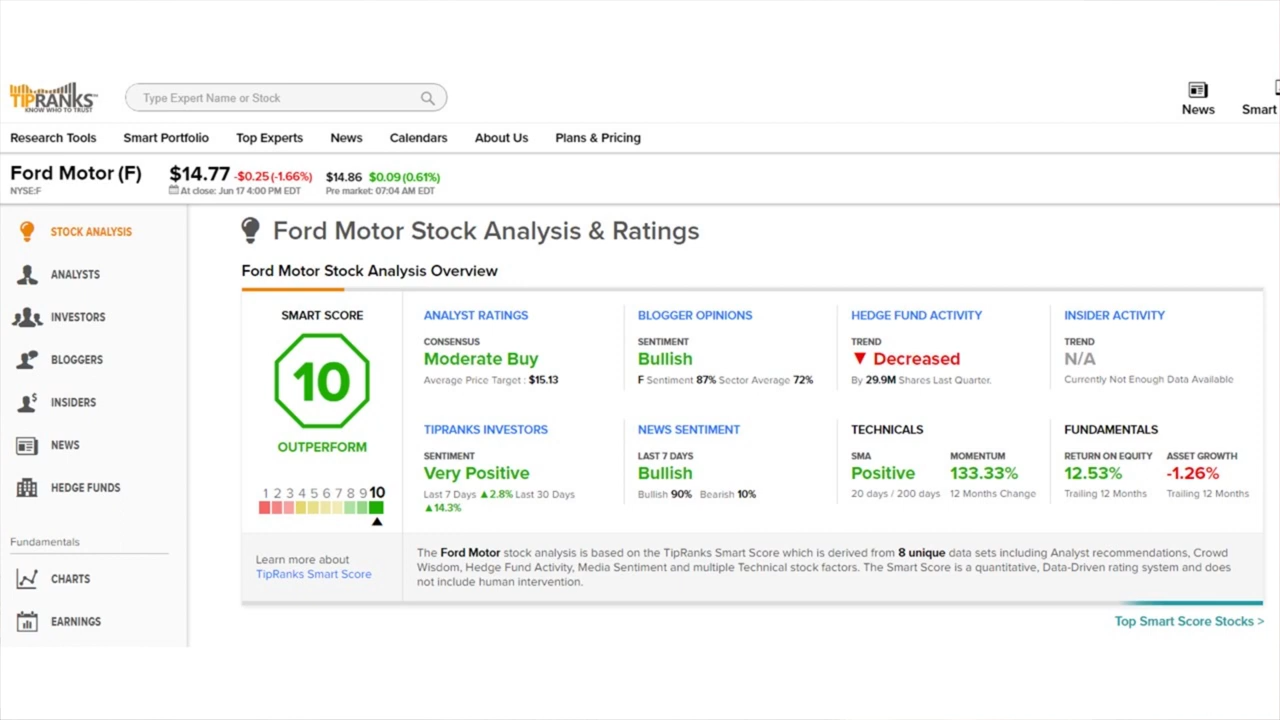 TIPRANKS
KNOW WHO TO TRUST
Type Expert Name or Stock
News
Smart
Research Tools Smart Portfolio Top Experts News Calendars About Us Plans & Pricing
Ford Motor (F) $14.77 -$0.25 (-1.66%) $14.86 $0.09 (0.61%)
NYSE:F At close: Jun 17 4:00 PM EDT Pre market: 07:04 AM EDT
STOCK ANALYSIS
ANALYSTS
INVESTORS
BLOGGERS
INSIDERS
NEWS
HEDGE FUNDS
Fundamentals
CHARTS
EARNINGS
Ford Motor Stock Analysis & Ratings
Ford Motor Stock Analysis Overview
SMART SCORE
10
OUTPERFORM
1 2 3 4 5 6 7 8 9 10
Learn more about
TipRanks Smart Score
ANALYST RATINGS
CONSENSUS
Moderate Buy
Average Price Target : $15.13
BLOGGER OPINIONS
SENTIMENT
Bullish
F Sentiment 87% Sector Average 72%
HEDGE FUND ACTIVITY
TREND
▼ Decreased
By 29.9M Shares Last Quarter.
INSIDER ACTIVITY
TREND
N/A
Currently Not Enough Data Available
TIPRANKS INVESTORS
SENTIMENT
Very Positive
Last 7 Days ▲2.8% Last 30 Days
▲14.3%
NEWS SENTIMENT
LAST 7 DAYS
Bullish
Bullish 90% Bearish 10%
TECHNICALS
SMA MOMENTUM
Positive 133.33%
20 days / 200 days 12 Months Change
FUNDAMENTALS
RETURN ON EQUITY ASSET GROWTH
12.53% -1.26%
Trailing 12 Months Trailing 12 Months
The Ford Motor stock analysis is based on the TipRanks Smart Score which is derived from 8 unique data sets including Analyst recommendations, Crowd
Wisdom, Hedge Fund Activity, Media Sentiment and multiple Technical stock factors. The Smart Score is a quantitative, Data-Driven rating system and does
not include human intervention.
Top Smart Score Stocks >